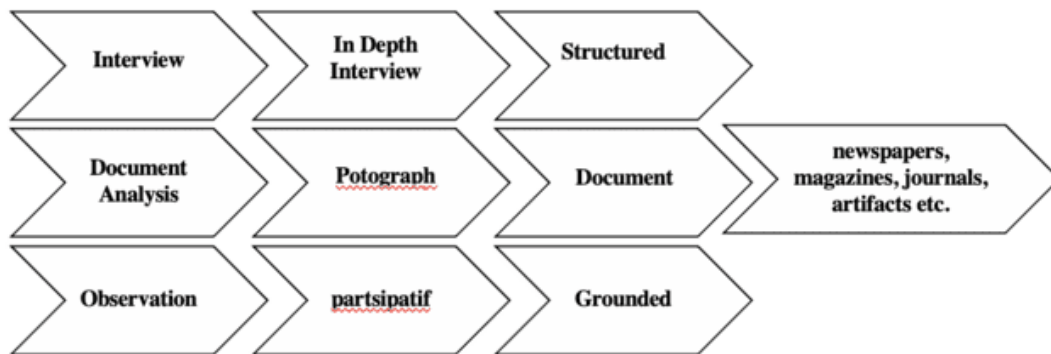 Interview
In Depth
Interview
Structured
Document
Analysis
Potograph
Document
newspapers,
magazines, journals,
artifacts etc.
Observation
partsipatif
Grounded